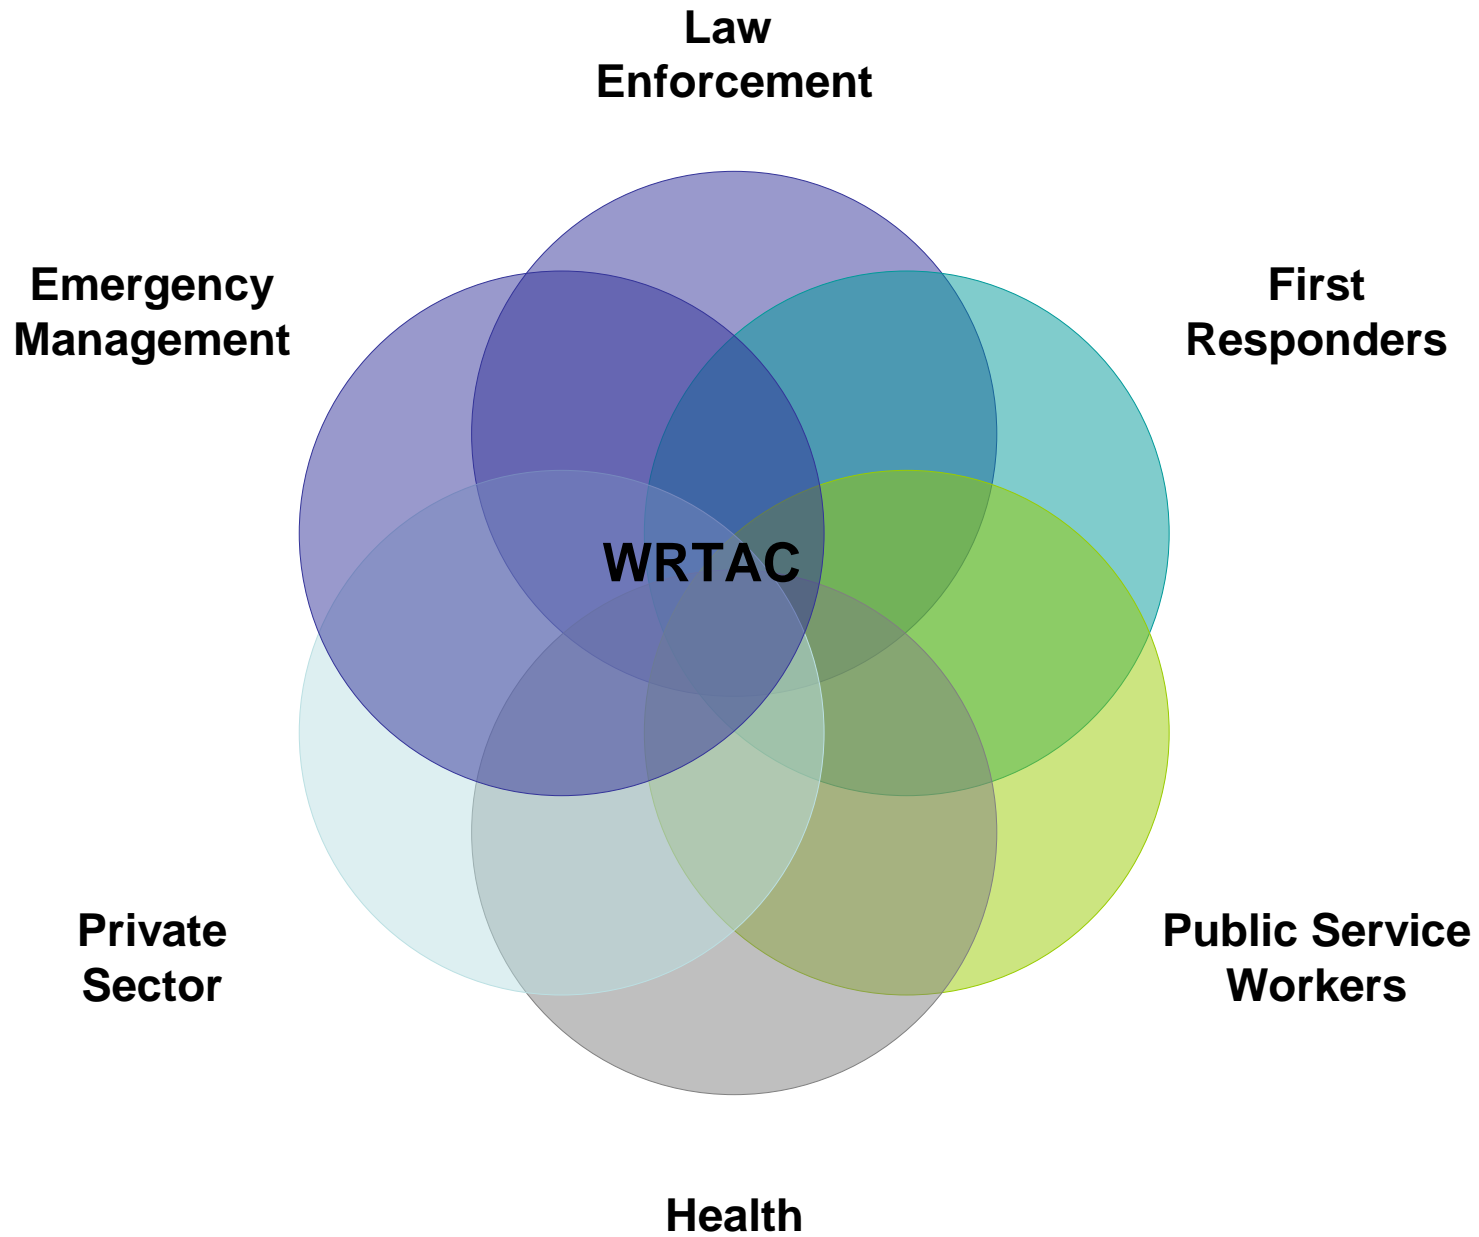 Law
Enforcement
Emergency
Management
First
Responders
WRTAC
Private
Sector
Public Service
Workers
Health